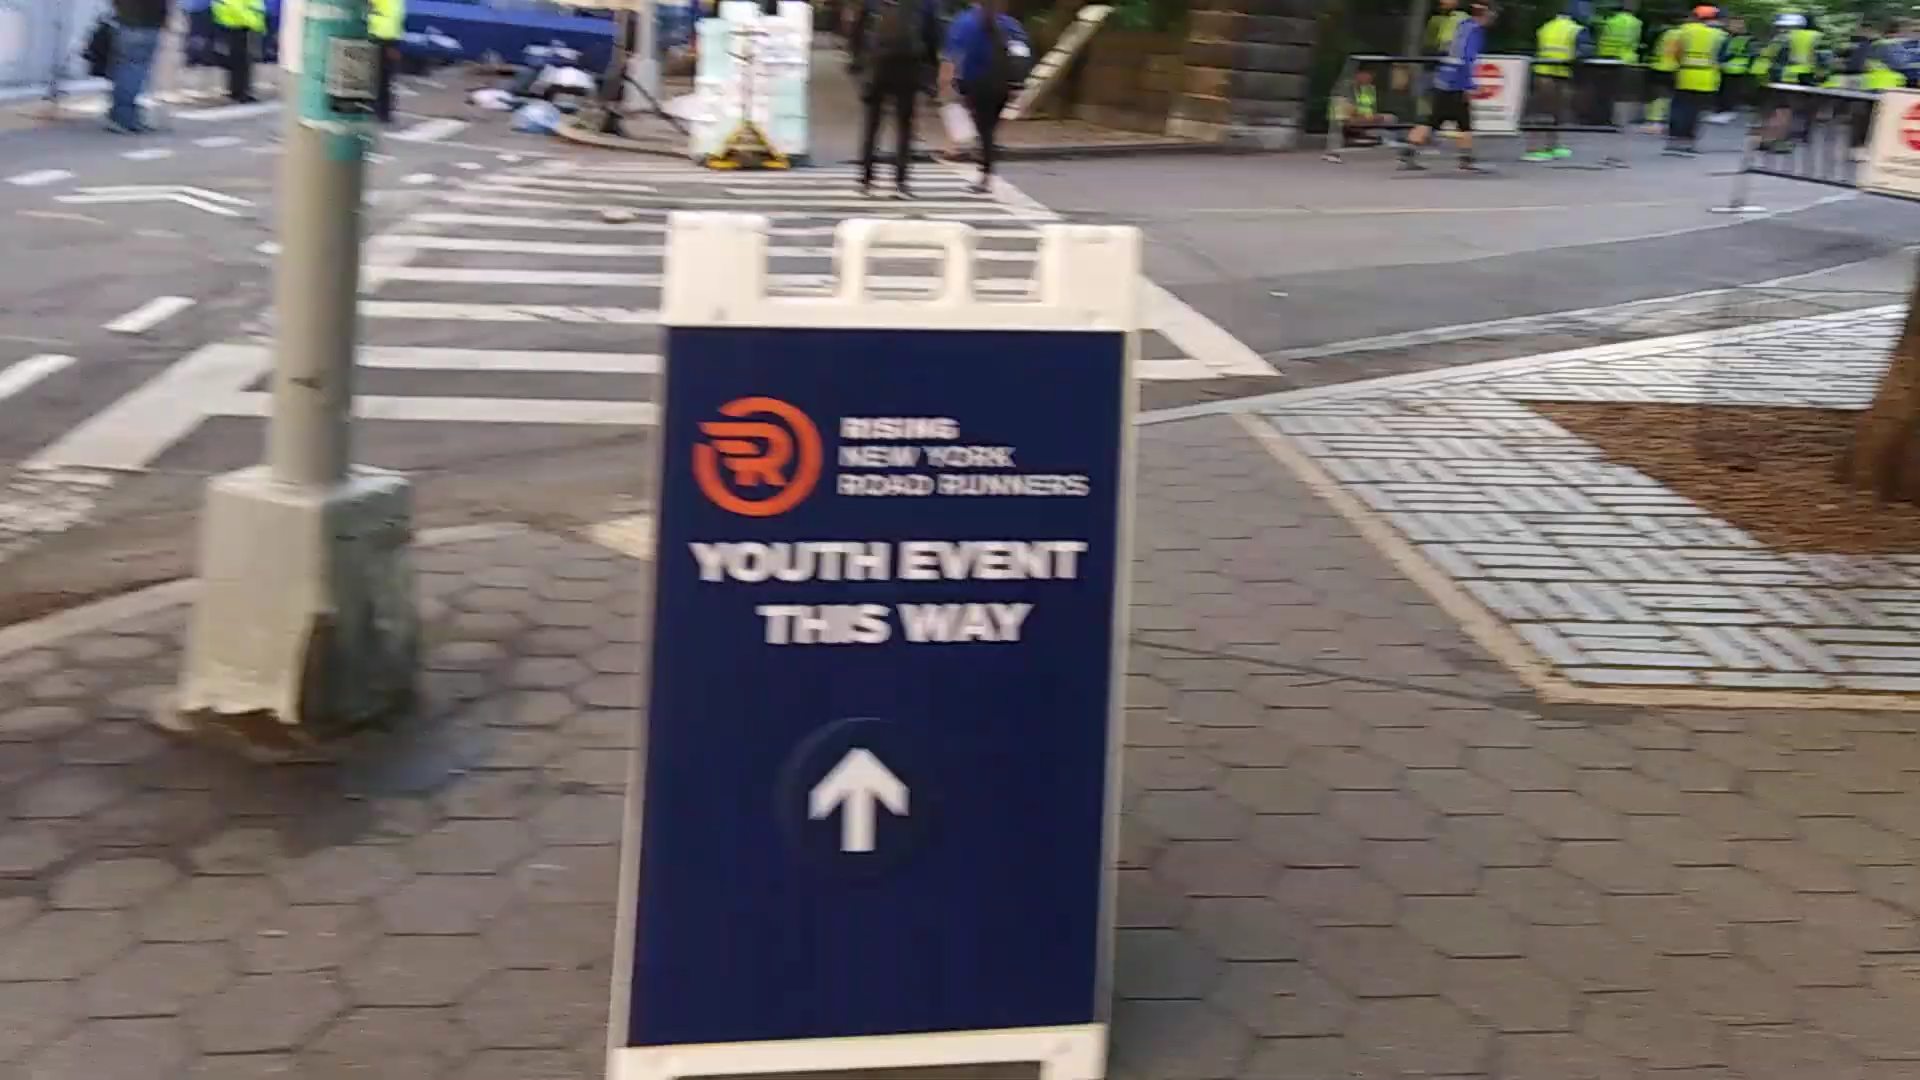 RISING
NEW YORK
ROAD RUNNERS
YOUTH EVENT
THIS WAY